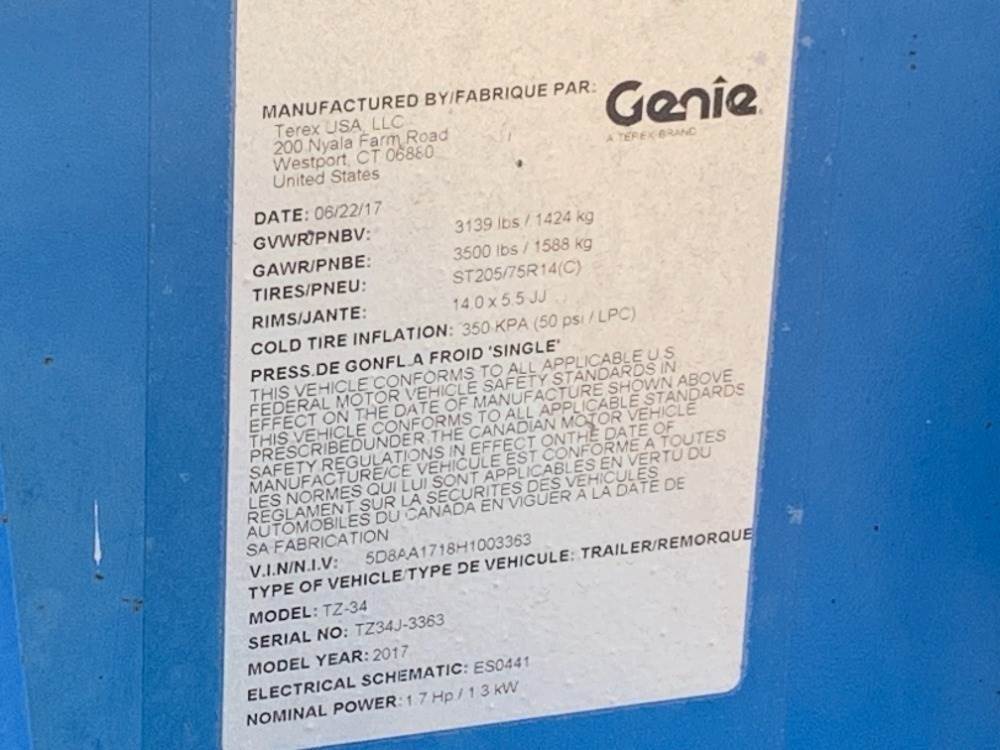 MANUFACTURED BY/FABRIQUE PAR:
Genie
A TEREX BRAND
Terex USA, LLC
200 Nyala Farm Road
Westport, CT 06880
United States
DATE: 06/22/17
GVWR/PNBV: 3139 lbs / 1424 kg
GAWR/PNBE: 3500 lbs / 1588 kg
TIRES/PNEU: ST205/75R14(C)
RIMS/JANTE: 14.0 x 5.5 JJ
COLD TIRE INFLATION: 350 KPA (50 psi / LPC)
PRESS.DE GONFL.A FROID 'SINGLE'
THIS VEHICLE CONFORMS TO ALL APPLICABLE U.S.
FEDERAL MOTOR VEHICLE SAFETY STANDARDS IN
EFFECT ON THE DATE OF MANUFACTURE SHOWN ABOVE
THIS VEHICLE CONFORMS TO ALL APPLICABLE STANDARDS
PRESCRIBEDUNDER THE CANADIAN MOTOR VEHICLE
SAFETY REGULATIONS IN EFFECT ONTHE DATE OF
MANUFACTURE/CE VEHICULE EST CONFORME A TOUTES
LES NORMES QUI LUI SONT APPLICABLES EN VERTU DU
REGLAMENT SUR LA SECURITES DES VEHICULES
AUTOMOBILES DU CANADA EN VIGUER A LA DATE DE
SA FABRICATION
V.I.N/N.I.V: 5D8AA1718H1003363
TYPE OF VEHICLE/TYPE DE VEHICULE: TRAILER/REMORQUE
MODEL: TZ-34
SERIAL NO: TZ34J-3363
MODEL YEAR: 2017
ELECTRICAL SCHEMATIC: ES0441
NOMINAL POWER: 1.7 Hp / 1.3 kW